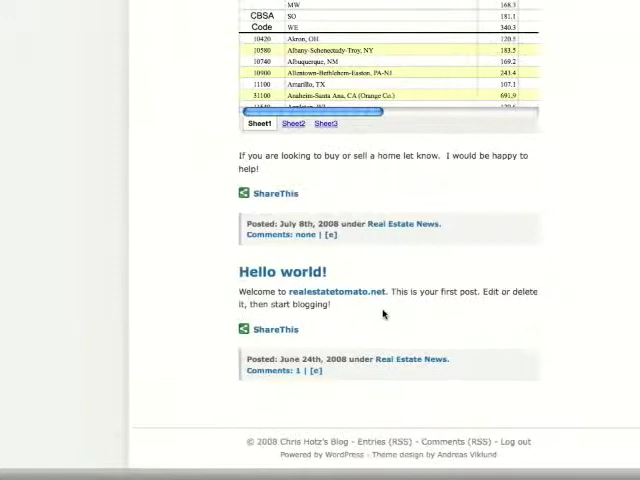 MW 168.3
CBSA SO 181.1
Code WE 340.3
10420 Akron, OH 120.5
10580 Albany-Schenectady-Troy, NY 183.5
10740 Albuquerque, NM 169.2
10900 Allentown-Bethlehem-Easton, PA-NJ 243.4
11100 Amarillo, TX 107.1
31100 Anaheim-Santa Ana, CA (Orange Co.) 691.9
Sheet1 Sheet2 Sheet3
If you are looking to buy or sell a home let know. I would be happy to
help!
ShareThis
Posted: July 8th, 2008 under Real Estate News.
Comments: none | [e]
Hello world!
Welcome to realestatetomato.net. This is your first post. Edit or delete
it, then start blogging!
ShareThis
Posted: June 24th, 2008 under Real Estate News.
Comments: 1 | [e]
© 2008 Chris Hotz's Blog - Entries (RSS) - Comments (RSS) - Log out
Powered by WordPress - Theme design by Andreas Viklund